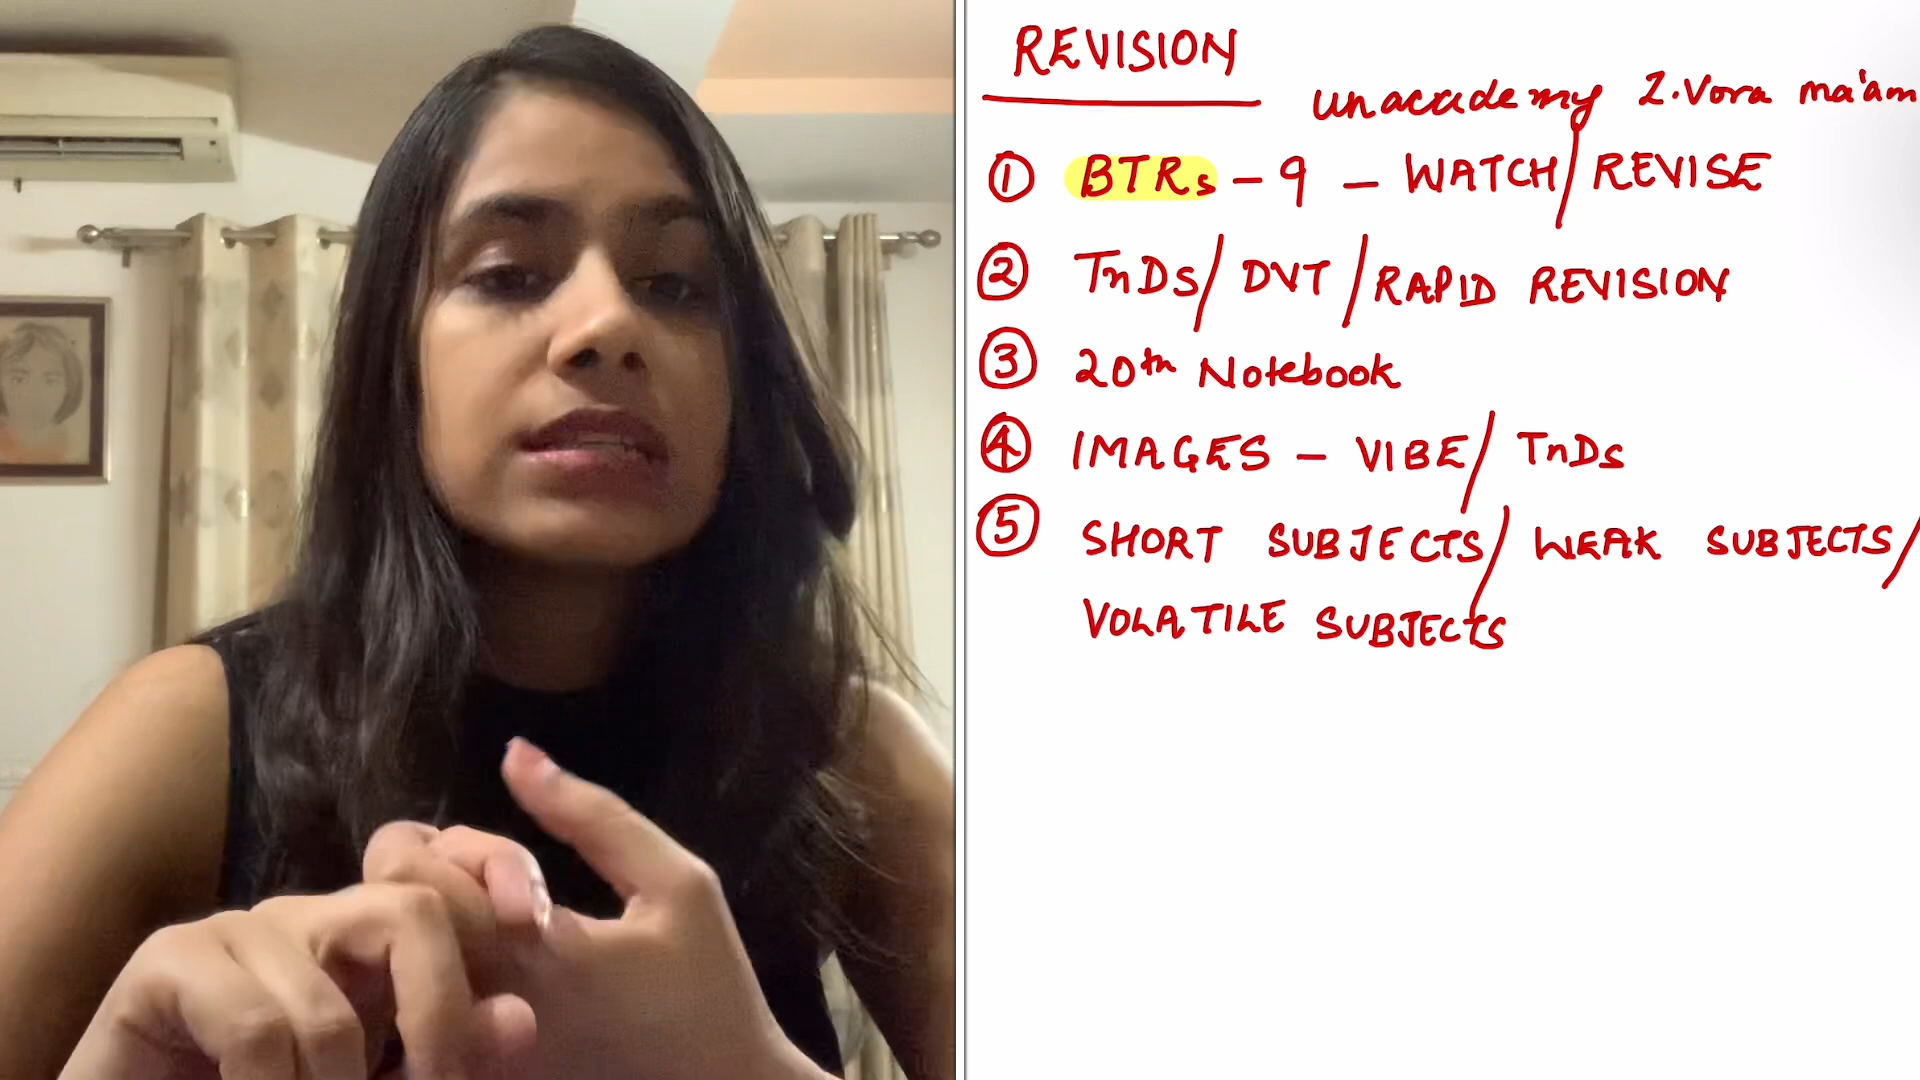 REVISION
unacademy Z.Vora ma'am
① BTRs - 9 - WATCH/REVISE
② TnDs/DVT/RAPID REVISION
③ 20th Notebook
④ IMAGES - VIBE/TnDs
⑤ SHORT SUBJECTS/WEAK SUBJECTS/
VOLATILE SUBJECTS